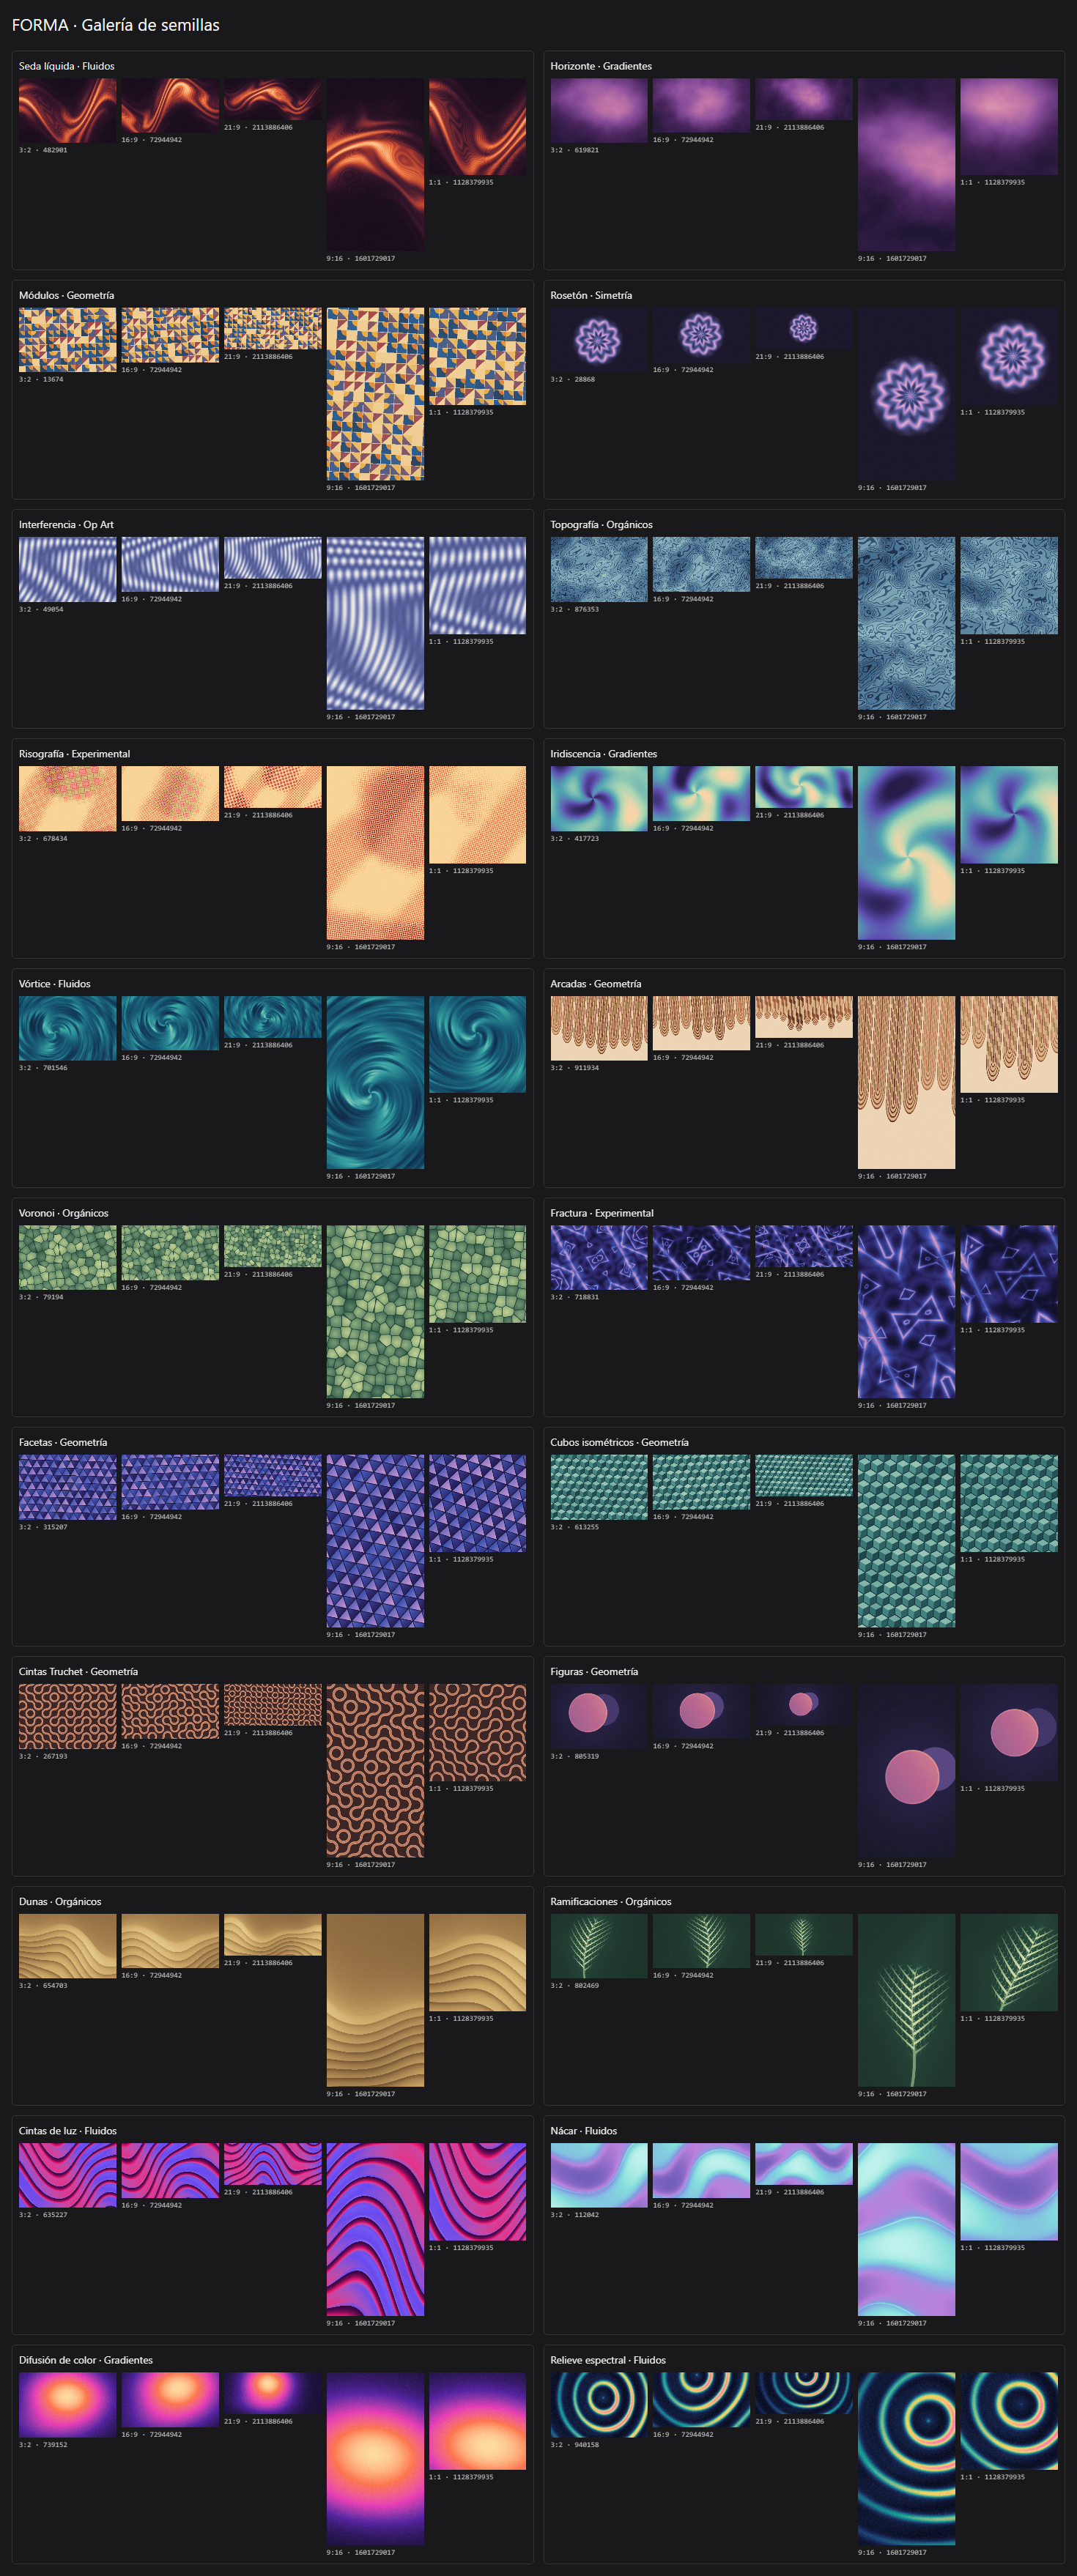 FORMA · Galería de semillas
Seda líquida · Fluidos
3:2 · 482901
16:9 · 72944942
21:9 · 2113886406
9:16 · 1601729017
1:1 · 1128379935
Horizonte · Gradientes
3:2 · 619821
16:9 · 72944942
21:9 · 2113886406
9:16 · 1601729017
1:1 · 1128379935
Módulos · Geometría
3:2 · 13674
16:9 · 72944942
21:9 · 2113886406
9:16 · 1601729017
1:1 · 1128379935
Rosetón · Simetría
3:2 · 28868
16:9 · 72944942
21:9 · 2113886406
9:16 · 1601729017
1:1 · 1128379935
Interferencia · Op Art
3:2 · 49054
16:9 · 72944942
21:9 · 2113886406
9:16 · 1601729017
1:1 · 1128379935
Topografía · Orgánicos
3:2 · 876353
16:9 · 72944942
21:9 · 2113886406
9:16 · 1601729017
1:1 · 1128379935
Risografía · Experimental
3:2 · 678434
16:9 · 72944942
21:9 · 2113886406
9:16 · 1601729017
1:1 · 1128379935
Iridiscencia · Gradientes
3:2 · 417723
16:9 · 72944942
21:9 · 2113886406
9:16 · 1601729017
1:1 · 1128379935
Vórtice · Fluidos
3:2 · 701546
16:9 · 72944942
21:9 · 2113886406
9:16 · 1601729017
1:1 · 1128379935
Arcadas · Geometría
3:2 · 911934
16:9 · 72944942
21:9 · 2113886406
9:16 · 1601729017
1:1 · 1128379935
Voronoi · Orgánicos
3:2 · 79194
16:9 · 72944942
21:9 · 2113886406
9:16 · 1601729017
1:1 · 1128379935
Fractura · Experimental
3:2 · 718831
16:9 · 72944942
21:9 · 2113886406
9:16 · 1601729017
1:1 · 1128379935
Facetas · Geometría
3:2 · 315207
16:9 · 72944942
21:9 · 2113886406
9:16 · 1601729017
1:1 · 1128379935
Cubos isométricos · Geometría
3:2 · 613255
16:9 · 72944942
21:9 · 2113886406
9:16 · 1601729017
1:1 · 1128379935
Cintas Truchet · Geometría
3:2 · 267193
16:9 · 72944942
21:9 · 2113886406
9:16 · 1601729017
1:1 · 1128379935
Figuras · Geometría
3:2 · 805319
16:9 · 72944942
21:9 · 2113886406
9:16 · 1601729017
1:1 · 1128379935
Dunas · Orgánicos
3:2 · 654703
16:9 · 72944942
21:9 · 2113886406
9:16 · 1601729017
1:1 · 1128379935
Ramificaciones · Orgánicos
3:2 · 802469
16:9 · 72944942
21:9 · 2113886406
9:16 · 1601729017
1:1 · 1128379935
Cintas de luz · Fluidos
3:2 · 635227
16:9 · 72944942
21:9 · 2113886406
9:16 · 1601729017
1:1 · 1128379935
Nácar · Fluidos
3:2 · 112042
16:9 · 72944942
21:9 · 2113886406
9:16 · 1601729017
1:1 · 1128379935
Difusión de color · Gradientes
3:2 · 739152
16:9 · 72944942
21:9 · 2113886406
9:16 · 1601729017
1:1 · 1128379935
Relieve espectral · Fluidos
3:2 · 940158
16:9 · 72944942
21:9 · 2113886406
9:16 · 1601729017
1:1 · 1128379935